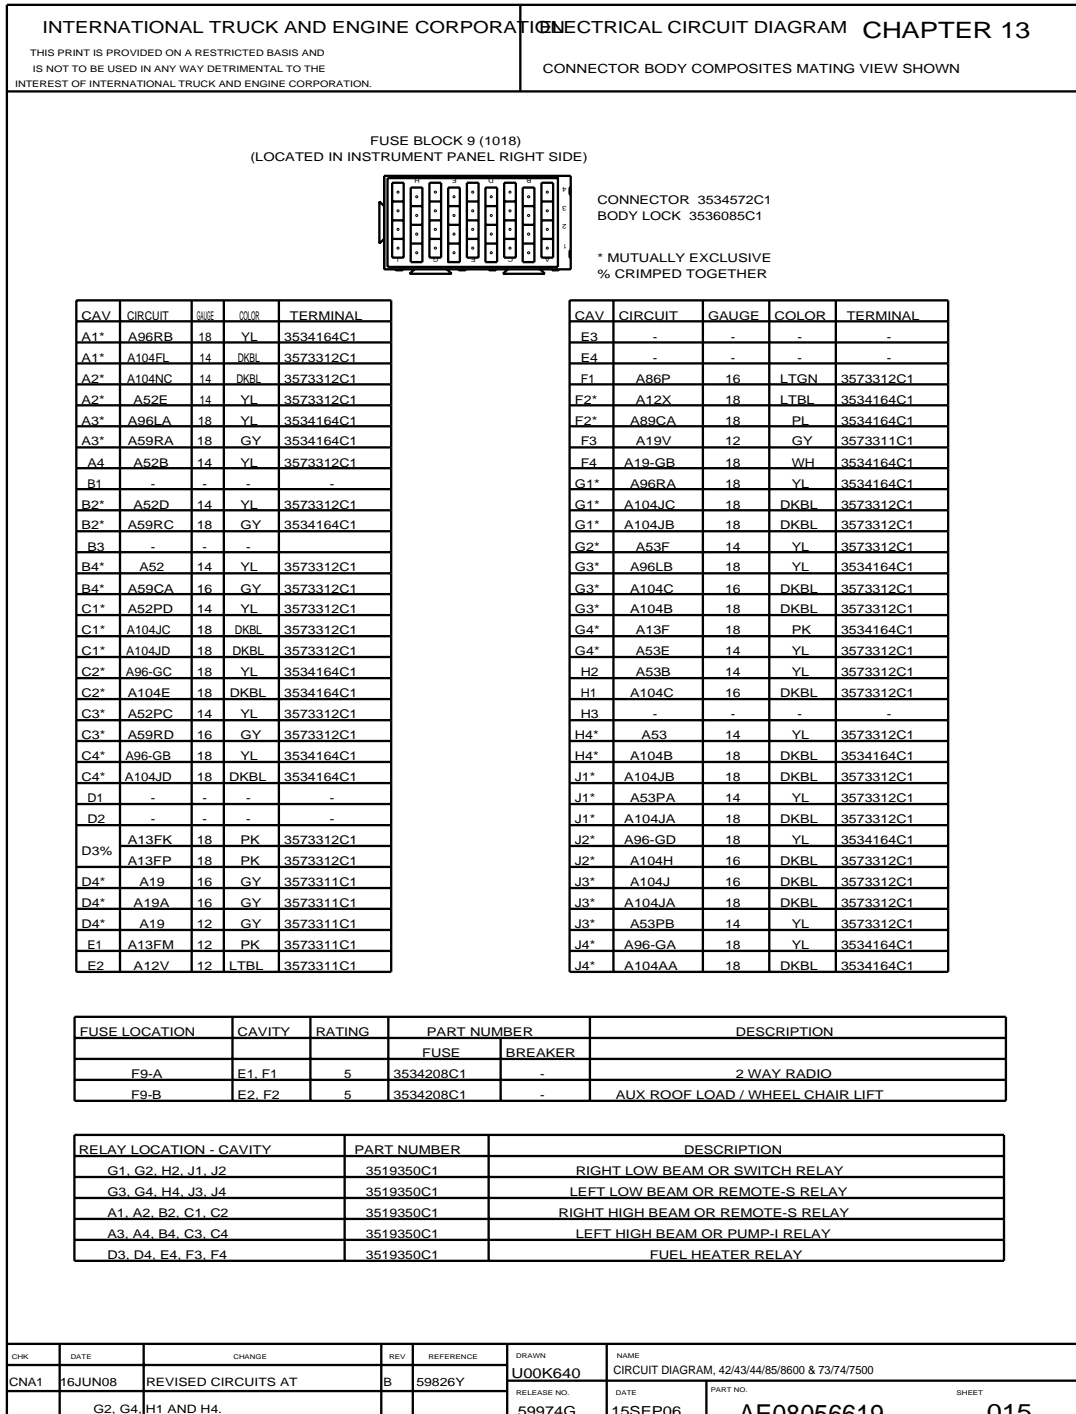 INTERNATIONAL TRUCK AND ENGINE CORPORATION
THIS PRINT IS PROVIDED ON A RESTRICTED BASIS AND
IS NOT TO BE USED IN ANY WAY DETRIMENTAL TO THE
INTEREST OF INTERNATIONAL TRUCK AND ENGINE CORPORATION.
ELECTRICAL CIRCUIT DIAGRAM CHAPTER 13
CONNECTOR BODY COMPOSITES MATING VIEW SHOWN
FUSE BLOCK 9 (1018)
(LOCATED IN INSTRUMENT PANEL RIGHT SIDE)
CONNECTOR 3534572C1
BODY LOCK 3536085C1
* MUTUALLY EXCLUSIVE
% CRIMPED TOGETHER
CAV CIRCUIT GAUGE COLOR TERMINAL
A1* A96RB 18 YL 3534164C1
A1* A104FL 14 DKBL 3573312C1
A2* A104NC 14 DKBL 3573312C1
A2* A52E 14 YL 3573312C1
A3* A96LA 18 YL 3534164C1
A3* A59RA 18 GY 3534164C1
A4 A52B 14 YL 3573312C1
B1 - - - -
B2* A52D 14 YL 3573312C1
B2* A59RC 18 GY 3534164C1
B3 - - -
B4* A52 14 YL 3573312C1
B4* A59CA 16 GY 3573312C1
C1* A52PD 14 YL 3573312C1
C1* A104JC 18 DKBL 3573312C1
C1* A104JD 18 DKBL 3573312C1
C2* A96-GC 18 YL 3534164C1
C2* A104E 18 DKBL 3534164C1
C3* A52PC 14 YL 3573312C1
C3* A59RD 16 GY 3573312C1
C4* A96-GB 18 YL 3534164C1
C4* A104JD 18 DKBL 3534164C1
D1 - - - -
D2 - - - -
D3% A13FK 18 PK 3573312C1
A13FP 18 PK 3573312C1
D4* A19 16 GY 3573311C1
D4* A19A 16 GY 3573311C1
D4* A19 12 GY 3573311C1
E1 A13FM 12 PK 3573311C1
E2 A12V 12 LTBL 3573311C1
CAV CIRCUIT GAUGE COLOR TERMINAL
E3 - - - -
E4 - - - -
F1 A86P 16 LTGN 3573312C1
F2* A12X 18 LTBL 3534164C1
F2* A89CA 18 PL 3534164C1
F3 A19V 12 GY 3573311C1
F4 A19-GB 18 WH 3534164C1
G1* A96RA 18 YL 3534164C1
G1* A104JC 18 DKBL 3573312C1
G1* A104JB 18 DKBL 3573312C1
G2* A53F 14 YL 3573312C1
G3* A96LB 18 YL 3534164C1
G3* A104C 16 DKBL 3573312C1
G3* A104B 18 DKBL 3573312C1
G4* A13F 18 PK 3534164C1
G4* A53E 14 YL 3573312C1
H2 A53B 14 YL 3573312C1
H1 A104C 16 DKBL 3573312C1
H3 - - - -
H4* A53 14 YL 3573312C1
H4* A104B 18 DKBL 3534164C1
J1* A104JB 18 DKBL 3573312C1
J1* A53PA 14 YL 3573312C1
J1* A104JA 18 DKBL 3573312C1
J2* A96-GD 18 YL 3534164C1
J2* A104H 16 DKBL 3573312C1
J3* A104J 16 DKBL 3573312C1
J3* A104JA 18 DKBL 3573312C1
J3* A53PB 14 YL 3573312C1
J4* A96-GA 18 YL 3534164C1
J4* A104AA 18 DKBL 3534164C1
FUSE LOCATION CAVITY RATING PART NUMBER DESCRIPTION
FUSE BREAKER
F9-A E1, F1 5 3534208C1 - 2 WAY RADIO
F9-B E2, F2 5 3534208C1 - AUX ROOF LOAD / WHEEL CHAIR LIFT
RELAY LOCATION - CAVITY PART NUMBER DESCRIPTION
G1, G2, H2, J1, J2 3519350C1 RIGHT LOW BEAM OR SWITCH RELAY
G3, G4, H4, J3, J4 3519350C1 LEFT LOW BEAM OR REMOTE-S RELAY
A1, A2, B2, C1, C2 3519350C1 RIGHT HIGH BEAM OR REMOTE-S RELAY
A3, A4, B4, C3, C4 3519350C1 LEFT HIGH BEAM OR PUMP-I RELAY
D3, D4, E4, F3, F4 3519350C1 FUEL HEATER RELAY
CHK DATE CHANGE REV REFERENCE DRAWN NAME
CNA1 16JUN08 REVISED CIRCUITS AT B 59826Y U00K640 CIRCUIT DIAGRAM, 42/43/44/85/8600 & 73/74/7500
RELEASE NO. DATE PART NO. SHEET
G2, G4, H1 AND H4. 59974G 15SEP06 AE08056619 015